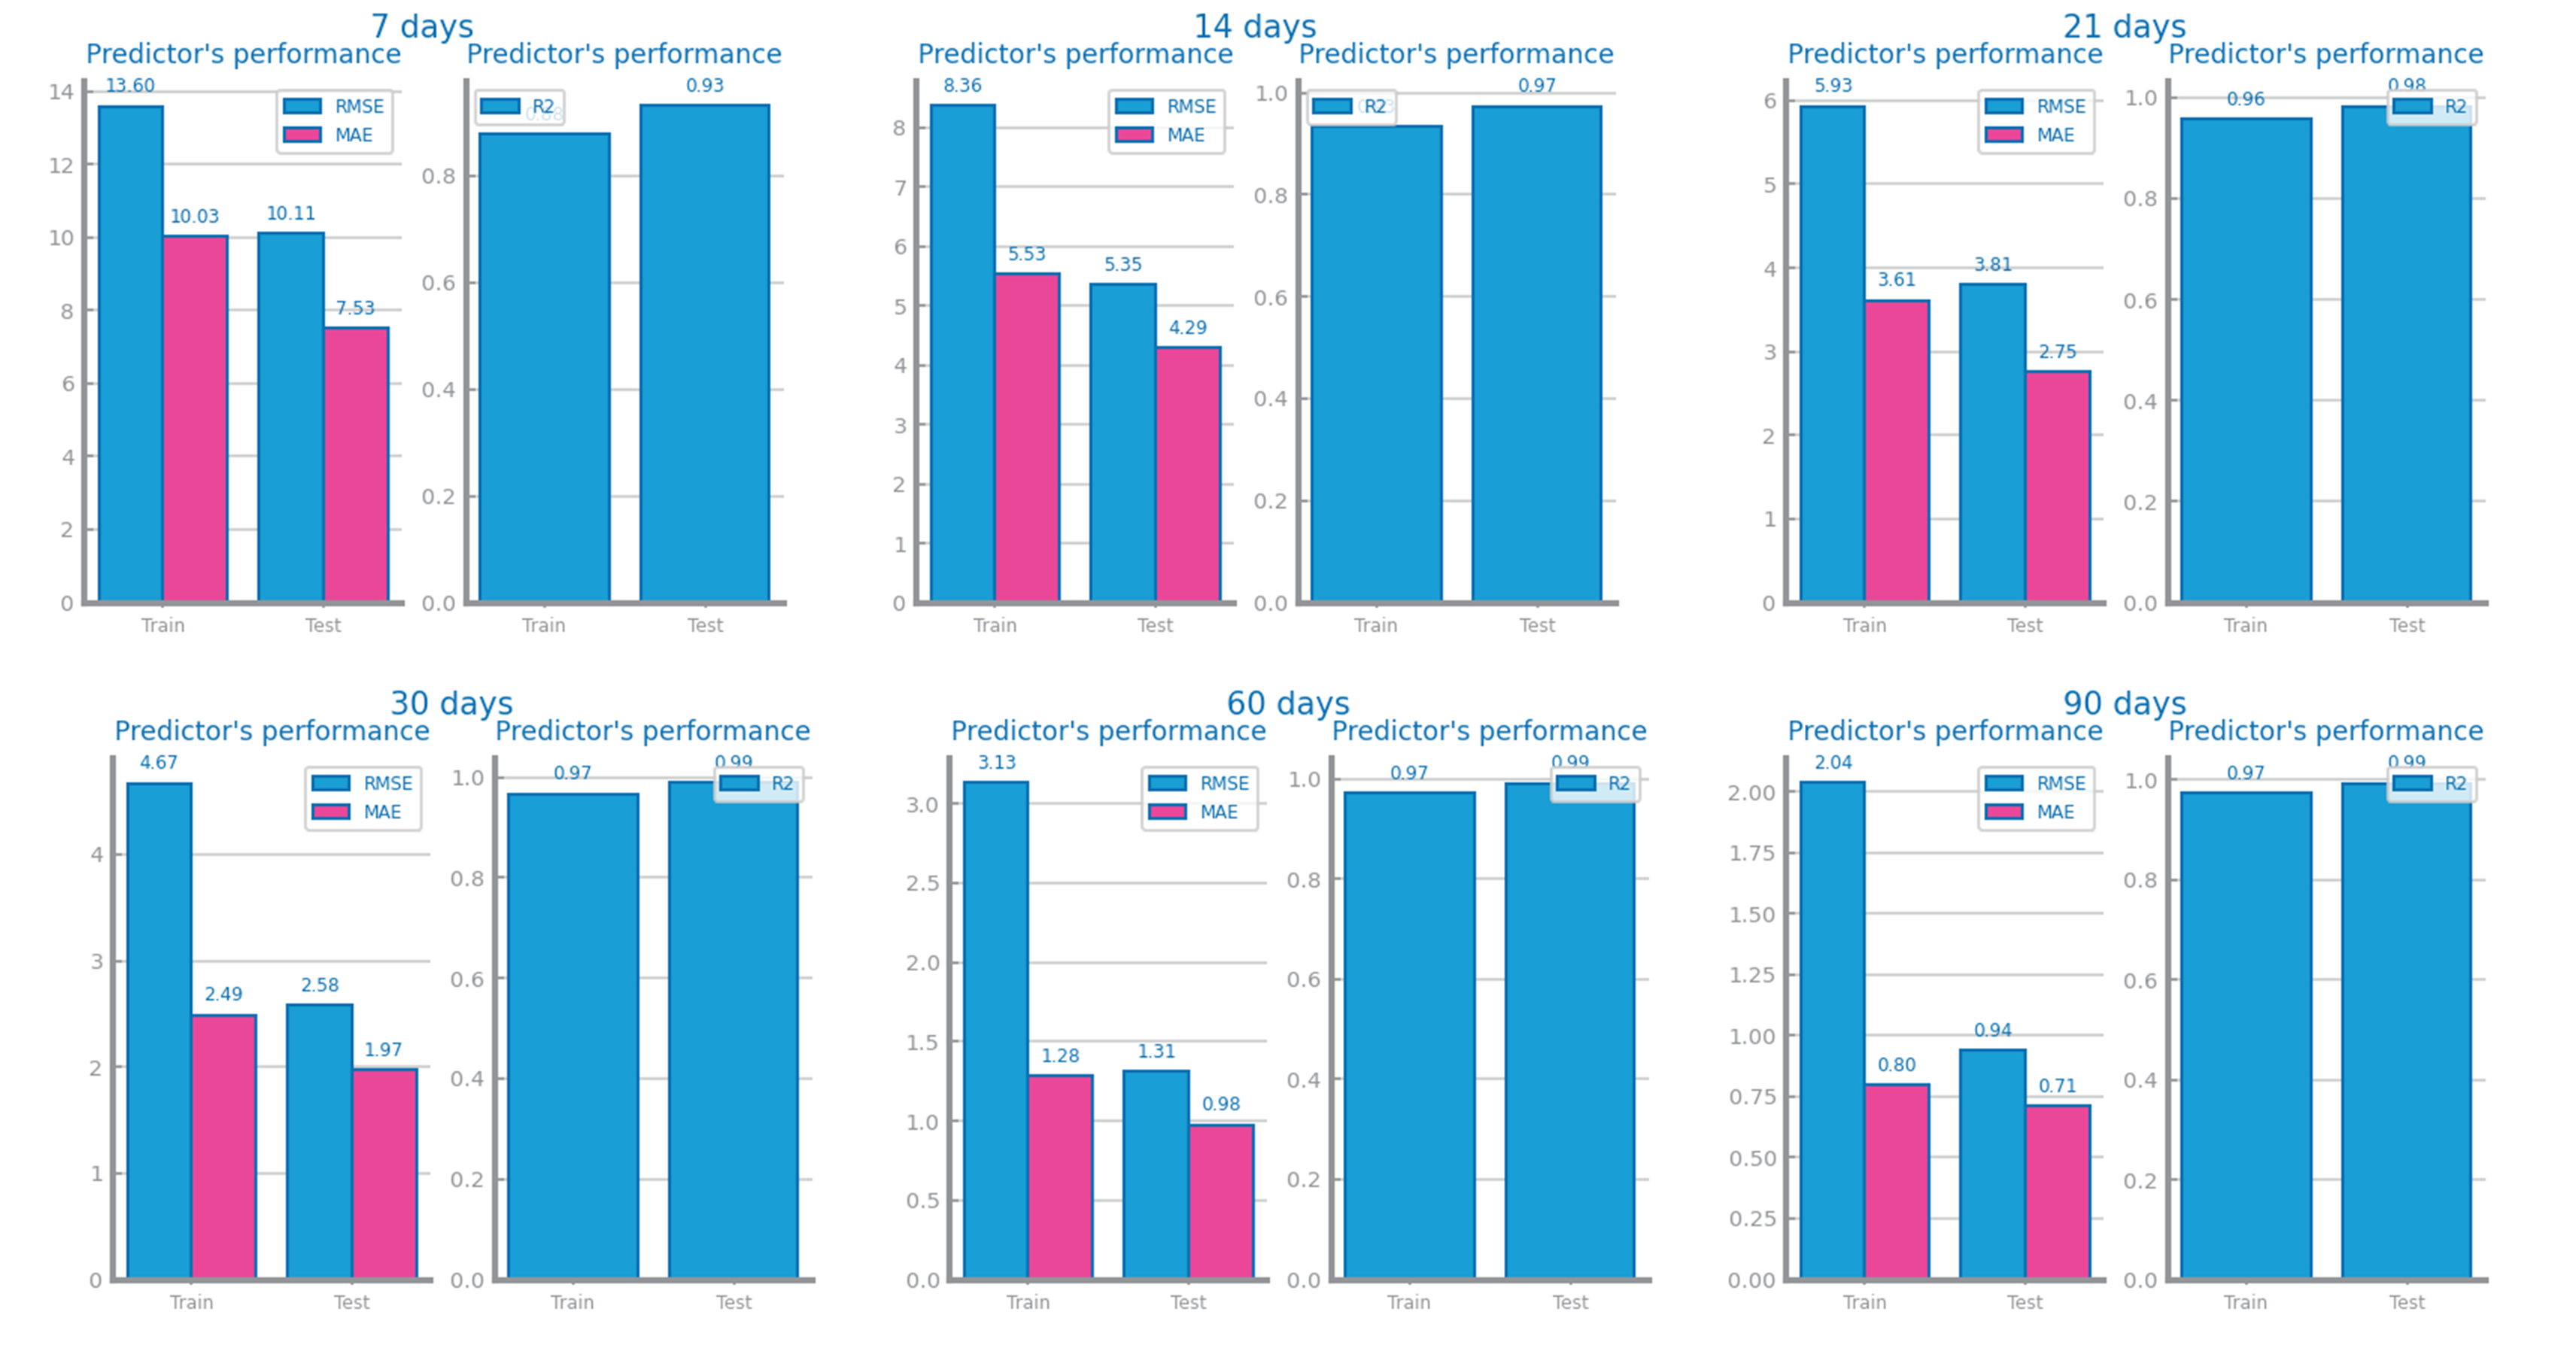 7 days
Predictor's performance
14
12
10
8
6
4
2
0
13.60
10.03
10.11
7.53
RMSE
MAE
Train
Test
Predictor's performance
0.8
0.6
0.4
0.2
0.0
R2
0.88
0.93
Train
Test
14 days
Predictor's performance
8
7
6
5
4
3
2
1
0
8.36
5.53
5.35
4.29
RMSE
MAE
Train
Test
Predictor's performance
1.0
0.8
0.6
0.4
0.2
0.0
R2
0.97
Train
Test
21 days
Predictor's performance
6
5
4
3
2
1
0
5.93
3.61
3.81
2.75
RMSE
MAE
Train
Test
Predictor's performance
1.0
0.8
0.6
0.4
0.2
0.0
0.96
0.98
R2
Train
Test
30 days
Predictor's performance
4
3
2
1
0
4.67
2.49
2.58
1.97
RMSE
MAE
Train
Test
Predictor's performance
1.0
0.8
0.6
0.4
0.2
0.0
0.97
0.99
R2
Train
Test
60 days
Predictor's performance
3.0
2.5
2.0
1.5
1.0
0.5
0.0
3.13
1.28
1.31
0.98
RMSE
MAE
Train
Test
Predictor's performance
1.0
0.8
0.6
0.4
0.2
0.0
0.97
0.99
R2
Train
Test
90 days
Predictor's performance
2.00
1.75
1.50
1.25
1.00
0.75
0.50
0.25
0.00
2.04
0.80
0.94
0.71
RMSE
MAE
Train
Test
Predictor's performance
1.0
0.8
0.6
0.4
0.2
0.0
0.97
0.99
R2
Train
Test